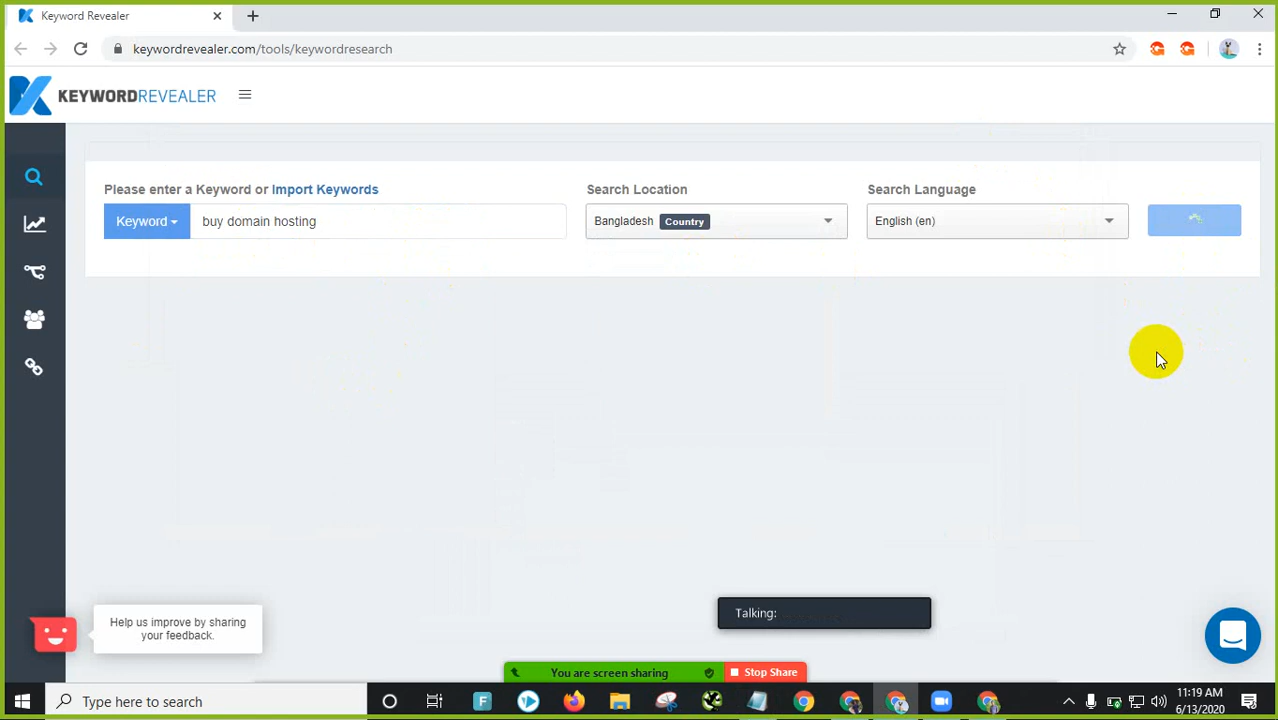 Keyword Revealer
keywordrevealer.com/tools/keywordresearch
KEYWORDREVEALER
Please enter a Keyword or Import Keywords
Search Location
Search Language
Keyword
buy domain hosting
Bangladesh Country
English (en)
Help us improve by sharing
your feedback.
Talking:
You are screen sharing
Stop Share
Type here to search
11:19 AM
6/13/2020